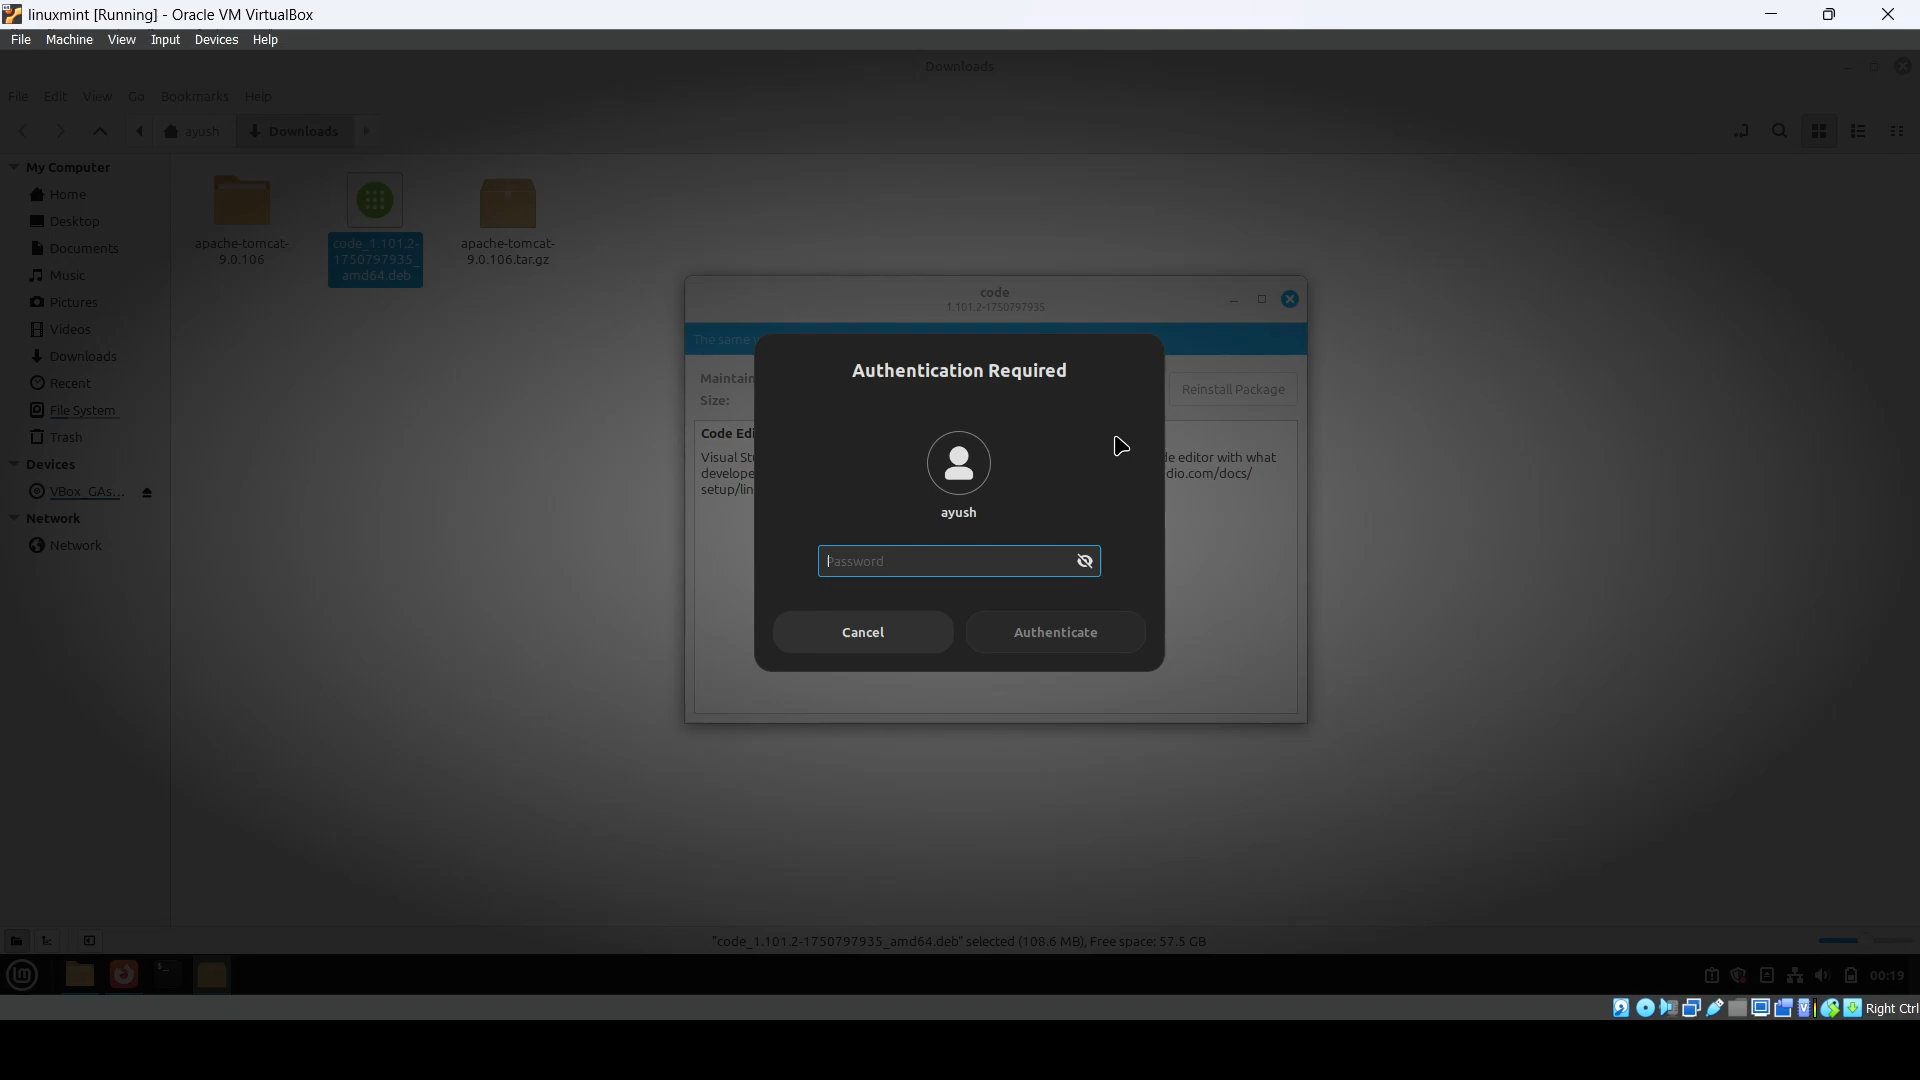 linuxmint [Running] - Oracle VM VirtualBox
File Machine View Input Devices Help
Downloads
File Edit View Go Bookmarks Help
ayush Downloads
My Computer
Home
Desktop
Documents
Music
Pictures
Videos
Downloads
Recent
File System
Trash
Devices
VBox_GAs...
Network
Network
apache-tomcat-
9.0.106
code_1.101.2-
1750797935_
amd64.deb
apache-tomcat-
9.0.106.tar.gz
code
1.101.2-1750797935
The same
Maintain
Size:
Reinstall Package
Code Edi
Visual Stu
de editor with what
develope
dio.com/docs/
setup/lin
Authentication Required
ayush
Password
Cancel Authenticate
"code_1.101.2-1750797935_amd64.deb" selected (108.6 MB), Free space: 57.5 GB
00:19
Right Ctrl